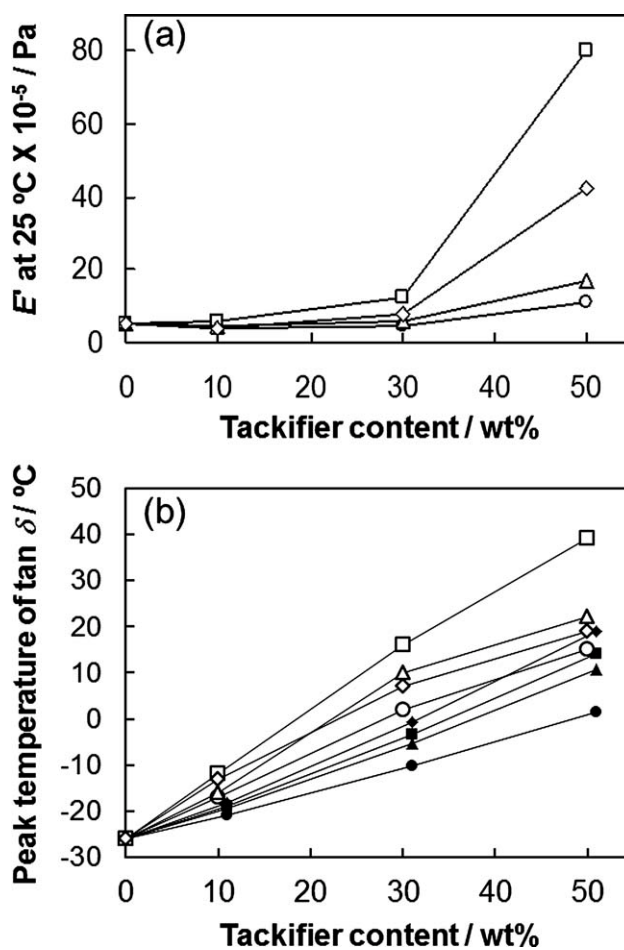 (a)
E' at 25 ºC X 10⁻⁵ / Pa
80
60
40
20
0
0 10 20 30 40 50
Tackifier content / wt%
(b)
Peak temperature of tan δ / ºC
50
40
30
20
10
0
-10
-20
-30
0 10 20 30 40 50
Tackifier content / wt%